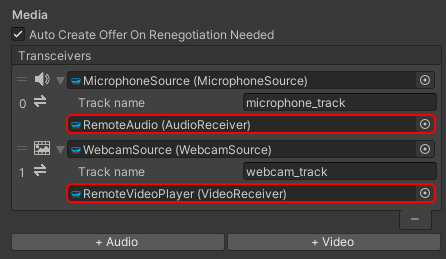 Media
Auto Create Offer On Renegotiation Needed
Transceivers
MicrophoneSource (MicrophoneSource)
0 Track name microphone_track
RemoteAudio (AudioReceiver)
WebcamSource (WebcamSource)
1 Track name webcam_track
RemoteVideoPlayer (VideoReceiver)
−
+ Audio + Video